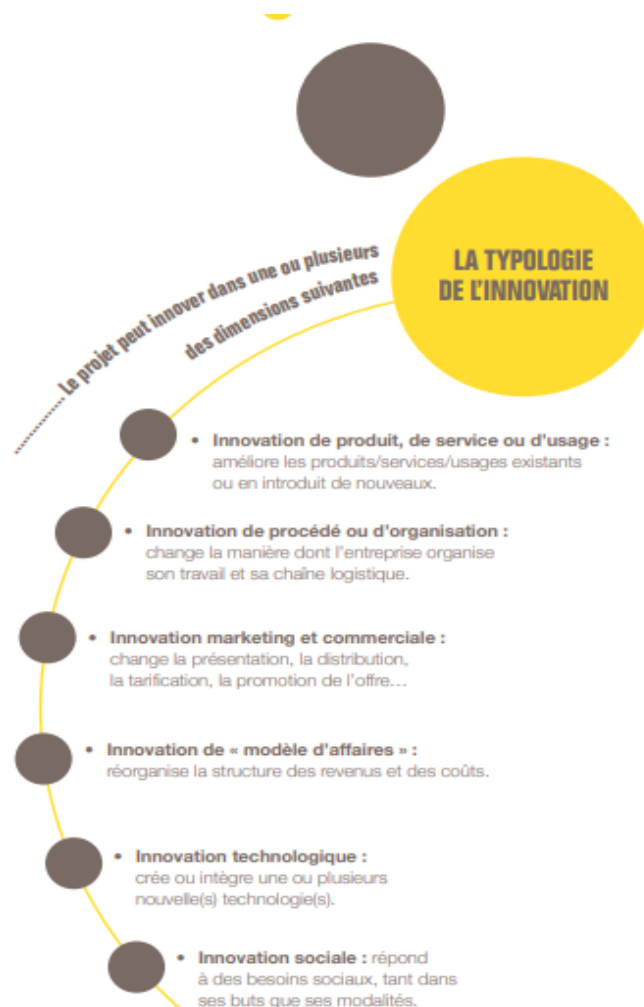 LA TYPOLOGIE
DE L'INNOVATION
Le projet peut innover dans une ou plusieurs
des dimensions suivantes
• Innovation de produit, de service ou d'usage :
améliore les produits/services/usages existants
ou en introduit de nouveaux.
• Innovation de procédé ou d'organisation :
change la manière dont l'entreprise organise
son travail et sa chaîne logistique.
• Innovation marketing et commerciale :
change la présentation, la distribution,
la tarification, la promotion de l'offre…
• Innovation de « modèle d'affaires » :
réorganise la structure des revenus et des coûts.
• Innovation technologique :
crée ou intègre une ou plusieurs
nouvelle(s) technologie(s).
• Innovation sociale : répond
à des besoins sociaux, tant dans
ses buts que ses modalités.